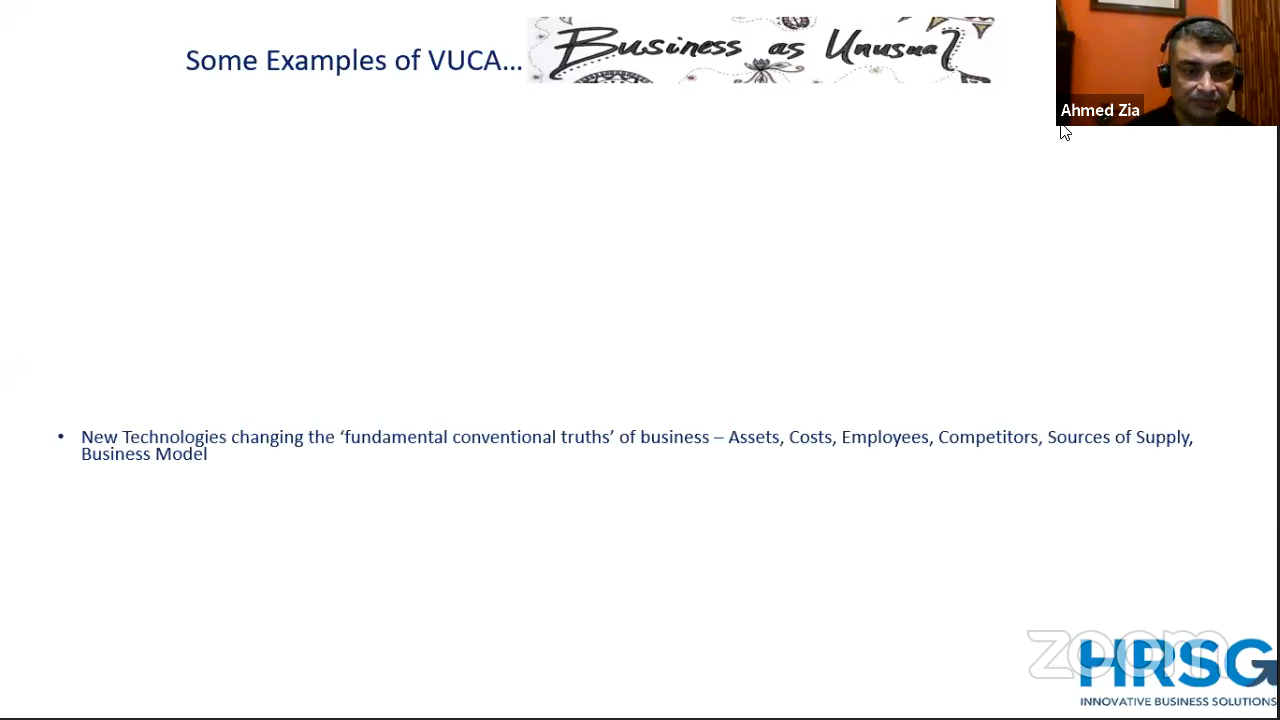 Some Examples of VUCA...
Business as Unusual
Ahmed Zia
• New Technologies changing the ‘fundamental conventional truths’ of business – Assets, Costs, Employees, Competitors, Sources of Supply,
Business Model
zoom
HRSG
INNOVATIVE BUSINESS SOLUTIONS